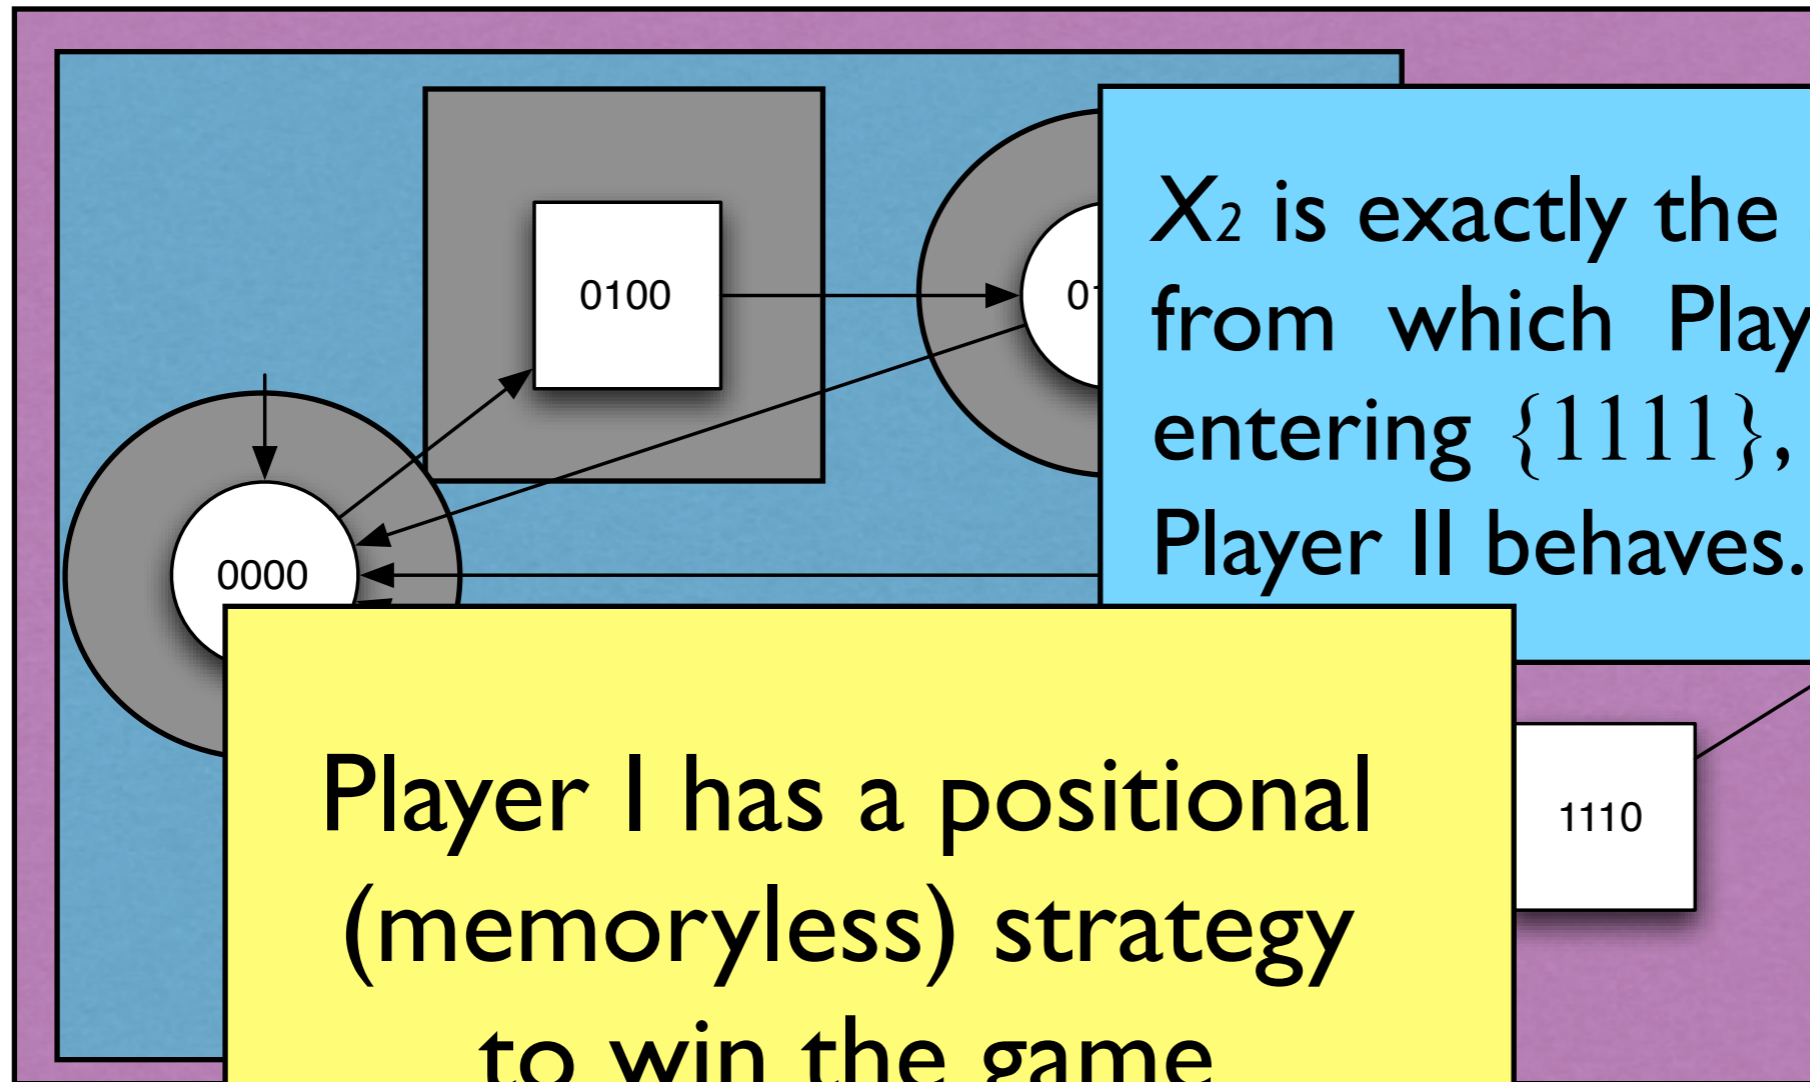 0100
X2 is exactly the
from which
entering {1111},
Player II behaves.
0000
1110
Player I has a positional
(memoryless) strategy
to win the game